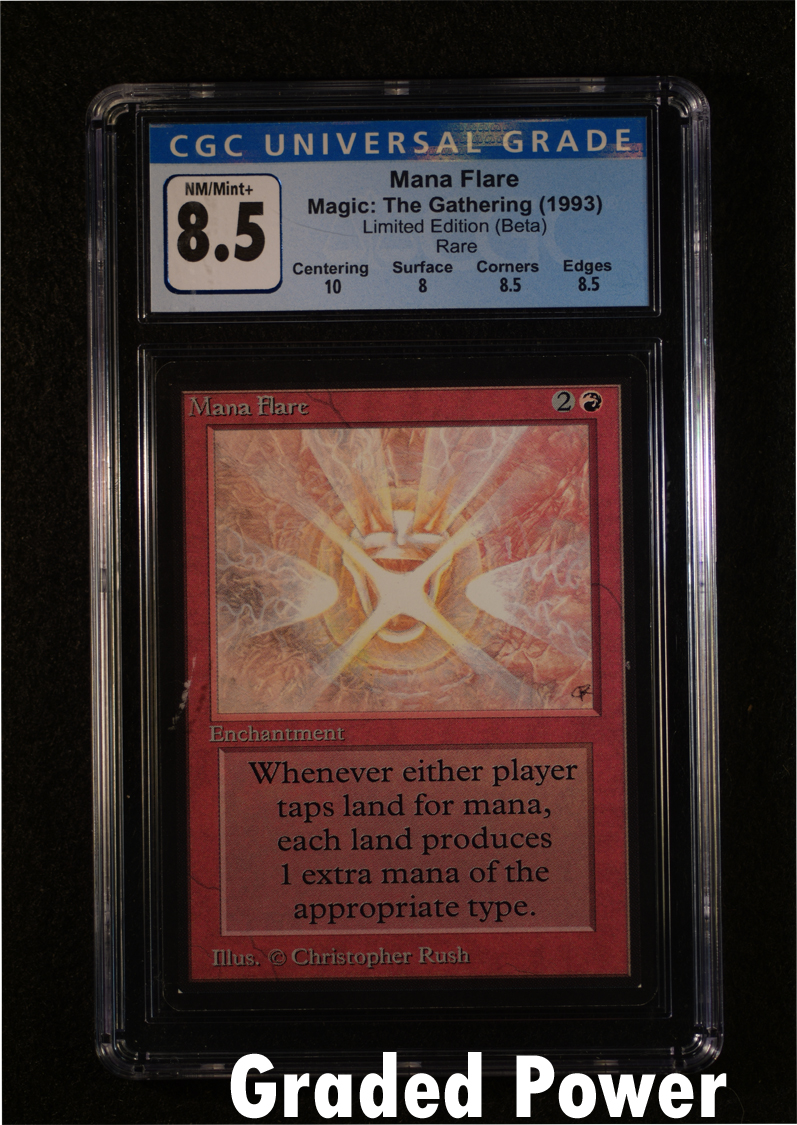 CGC UNIVERSAL GRADE
NM/Mint+
8.5
Mana Flare
Magic: The Gathering (1993)
Limited Edition (Beta)
Rare
Centering Surface Corners Edges
10 8 8.5 8.5
Mana Flare 2
Enchantment
Whenever either player
taps land for mana,
each land produces
1 extra mana of the
appropriate type.
Illus. © Christopher Rush
Graded Power